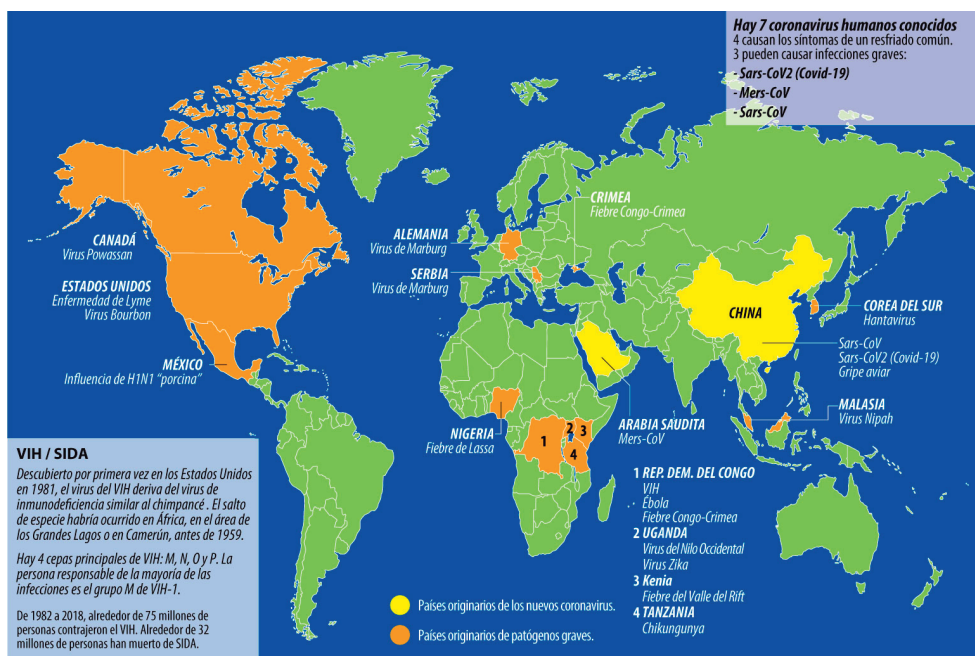 Hay 7 coronavirus humanos conocidos
4 causan los síntomas de un resfriado común.
3 pueden causar infecciones graves:
- Sars-CoV2 (Covid-19)
- Mers-CoV
- Sars-CoV
CANADÁ
Virus Powassan
ESTADOS UNIDOS
Enfermedad de Lyme
Virus Bourbon
MÉXICO
Influencia de H1N1 “porcina”
ALEMANIA
Virus de Marburg
SERBIA
Virus de Marburg
CRIMEA
Fiebre Congo-Crimea
CHINA
Sars-CoV
Sars-CoV2 (Covid-19)
Gripe aviar
COREA DEL SUR
Hantavirus
MALASIA
Virus Nipah
ARABIA SAUDITA
Mers-CoV
NIGERIA
Fiebre de Lassa
1
2
3
4
1 REP. DEM. DEL CONGO
VIH
Ébola
Fiebre Congo-Crimea
2 UGANDA
Virus del Nilo Occidental
Virus Zika
3 Kenia
Fiebre del Valle del Rift
4 TANZANIA
Chikungunya
VIH / SIDA
Descubierto por primera vez en los Estados Unidos
en 1981, el virus del VIH deriva del virus de
inmunodeficiencia similar al chimpancé . El salto
de especie habría ocurrido en África, en el área de
los Grandes Lagos o en Camerún, antes de 1959.
Hay 4 cepas principales de VIH: M, N, O y P. La
persona responsable de la mayoría de las
infecciones es el grupo M de VIH-1.
De 1982 a 2018, alrededor de 75 millones de
personas contrajeron el VIH. Alrededor de 32
millones de personas han muerto de SIDA.
Países originarios de los nuevos coronavirus.
Países originarios de patógenos graves.